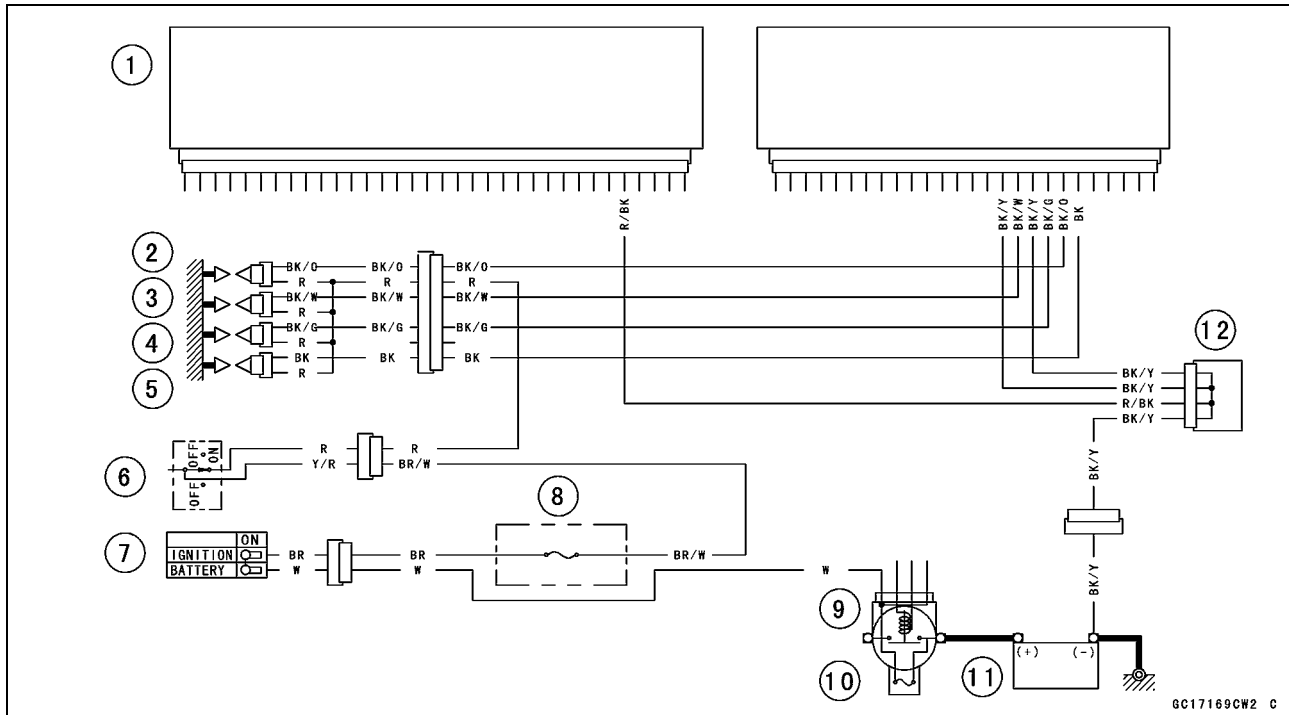 1
R/BK
BK/Y
BK/W
BK/Y
BK/G
BK/O
BK
2
BK/O BK/O BK/O
R R R
3
BK/W BK/W BK/W
R
4
BK/G BK/G BK/G
R
BK BK BK
5
R
12
BK/Y
BK/Y
R/BK
BK/Y
BK/Y
BK/Y
6
OFF
ON
OFF
R R
Y/R BR/W
7
ON
IGNITION
BATTERY
BR BR BR/W
W W W
8
9
10
11
(+) (-)
GC17169CW2 C